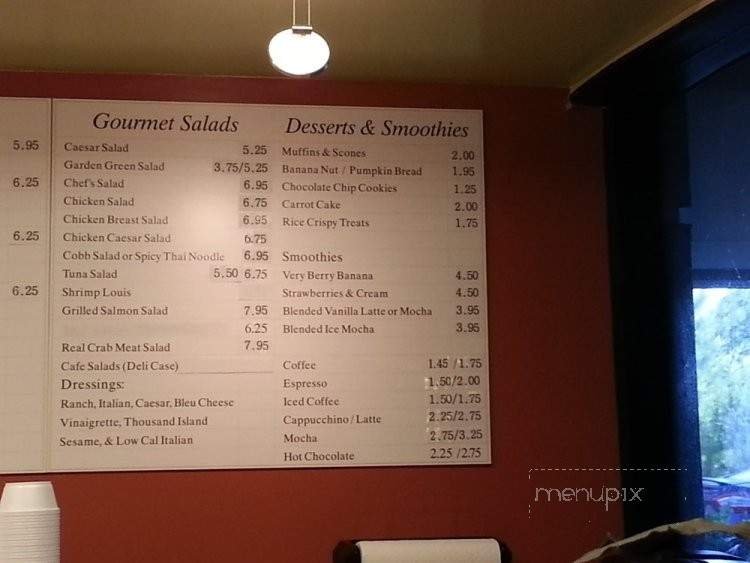 5.95
6.25
6.25
6.25
Gourmet Salads
Caesar Salad 5.25
Garden Green Salad 3.75/5.25
Chef's Salad 6.95
Chicken Salad 6.75
Chicken Breast Salad 6.95
Chicken Caesar Salad 6.75
Cobb Salad or Spicy Thai Noodle 6.95
Tuna Salad 5.50 6.75
Shrimp Louis
Grilled Salmon Salad 7.95
6.25
Real Crab Meat Salad 7.95
Cafe Salads (Deli Case)
Dressings:
Ranch, Italian, Caesar, Bleu Cheese
Vinaigrette, Thousand Island
Sesame, & Low Cal Italian
Desserts & Smoothies
Muffins & Scones 2.00
Banana Nut / Pumpkin Bread 1.95
Chocolate Chip Cookies 1.25
Carrot Cake 2.00
Rice Crispy Treats 1.75
Smoothies
Very Berry Banana 4.50
Strawberries & Cream 4.50
Blended Vanilla Latte or Mocha 3.95
Blended Ice Mocha 3.95
Coffee 1.45 /1.75
Espresso 1.50/2.00
Iced Coffee 1.50/1.75
Cappucchino / Latte 2.25/2.75
Mocha 2.75/3.25
Hot Chocolate 2.25 /2.75
menupix